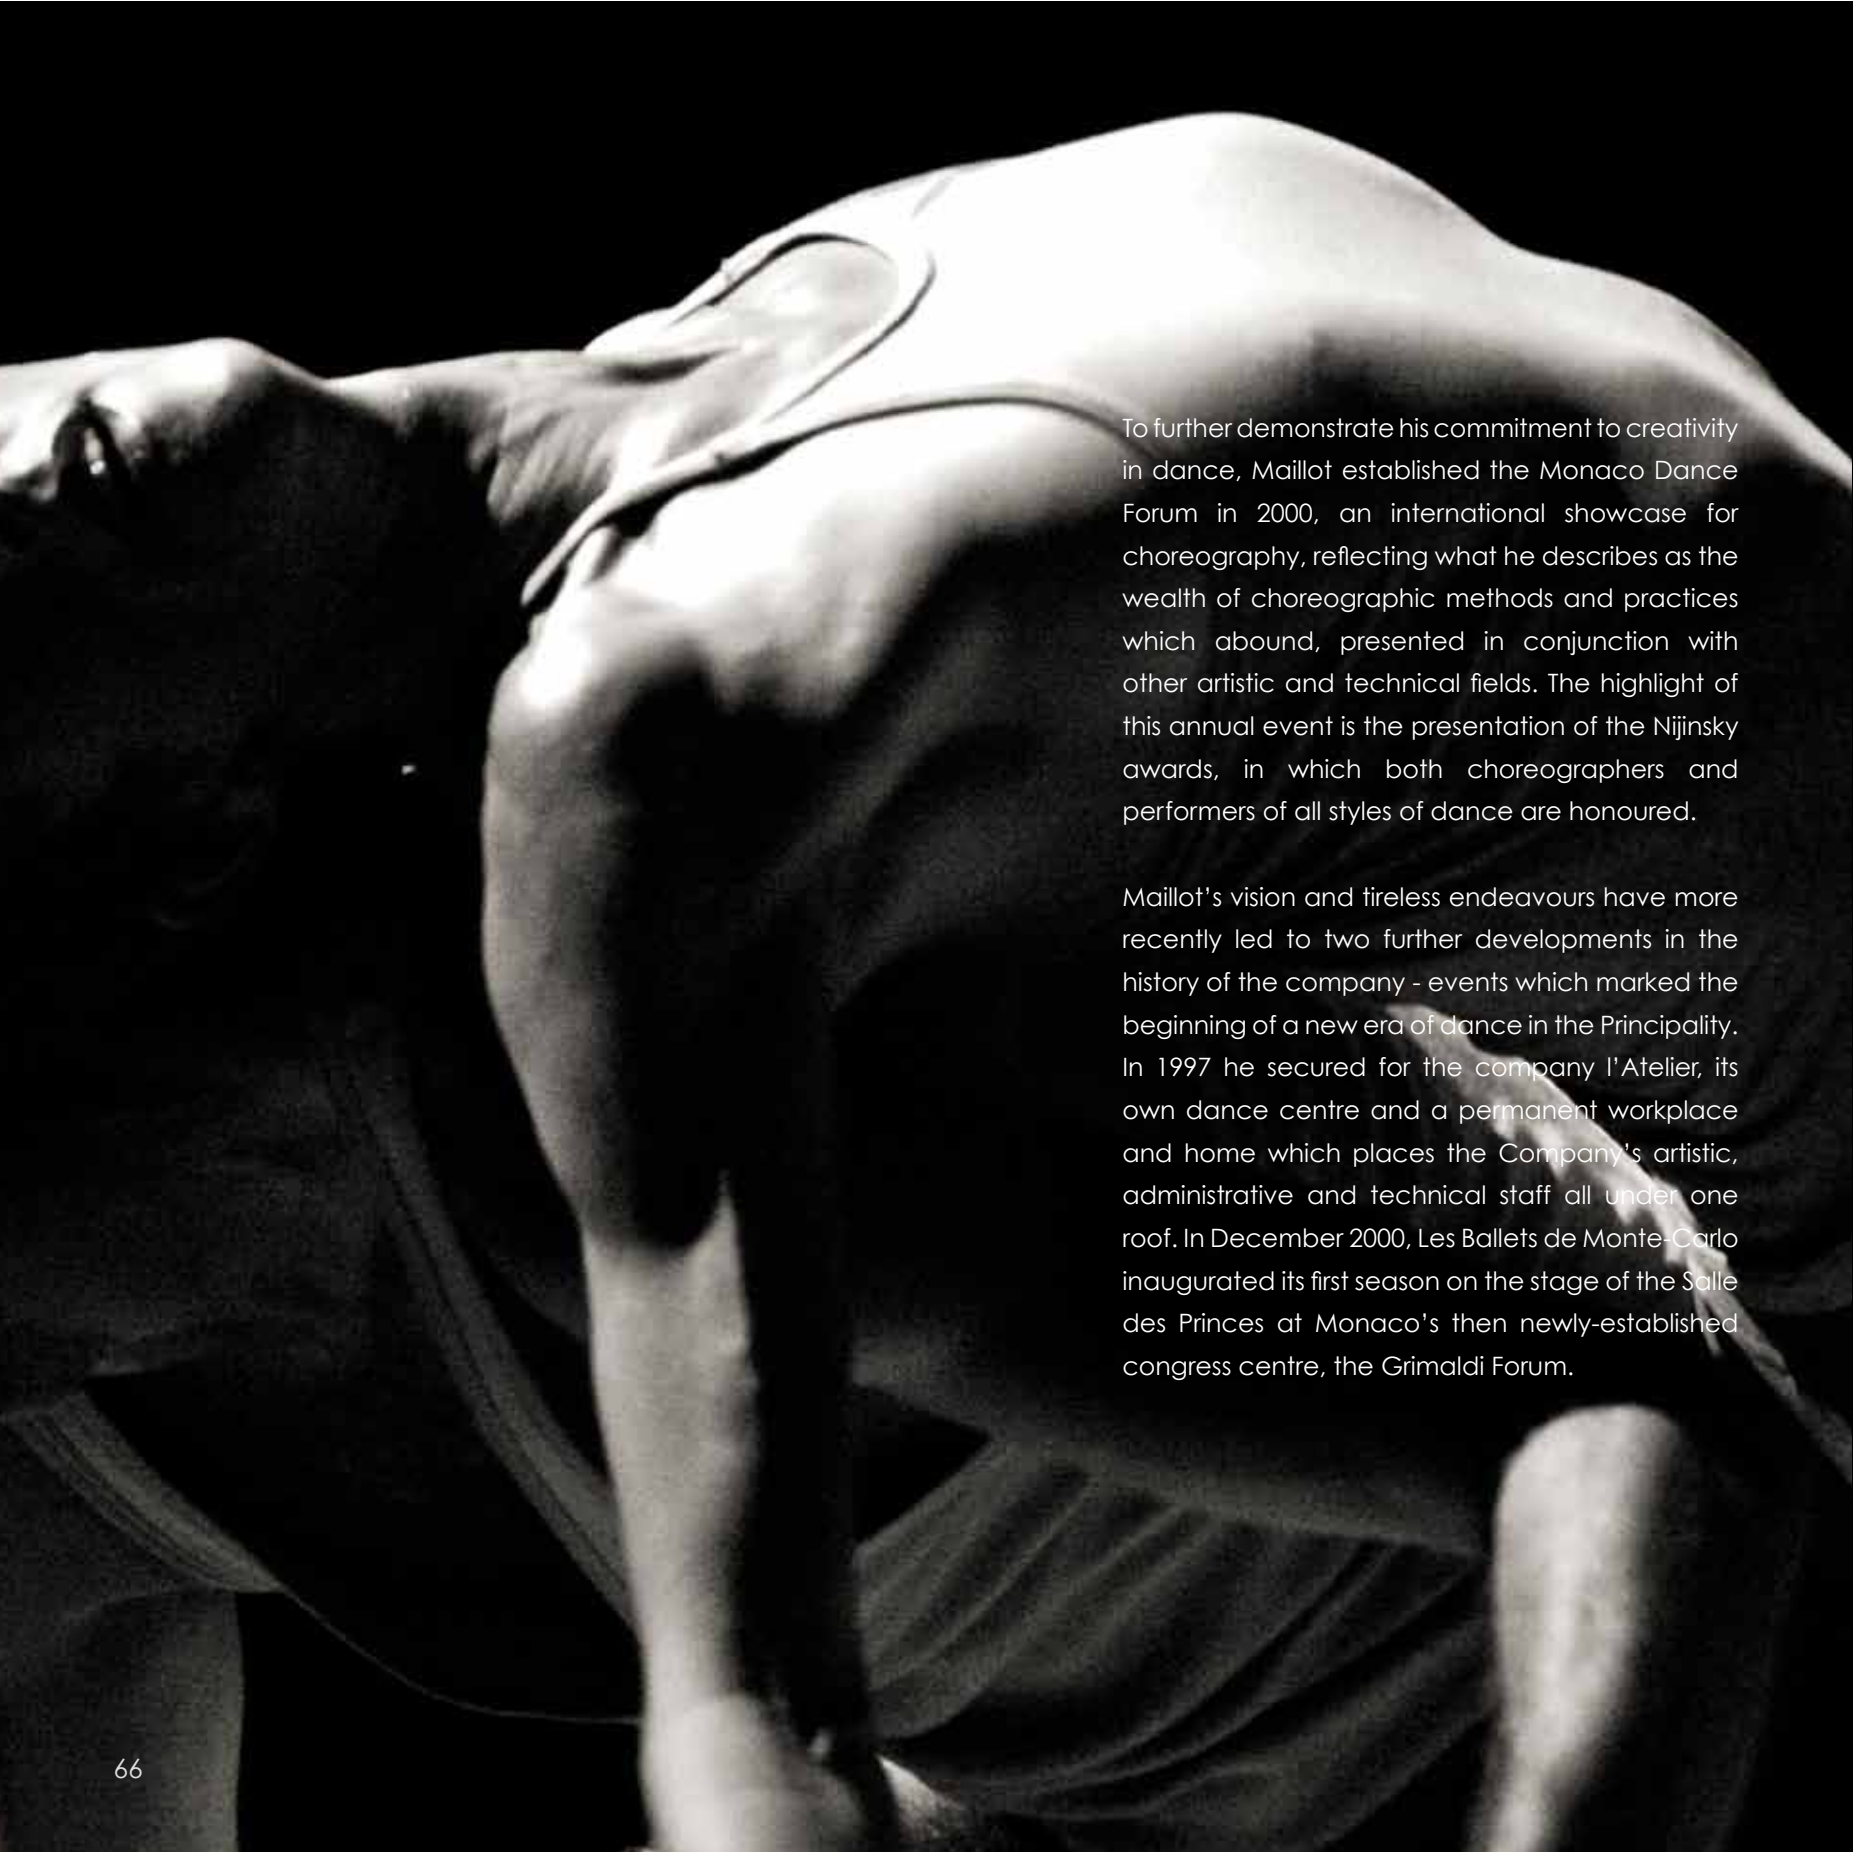 To further demonstrate his commitment to creativity
in dance, Maillot established the Monaco Dance
Forum in 2000, an international showcase for
choreography, reflecting what he describes as the
wealth of choreographic methods and practices
which abound, presented in conjunction with
other artistic and technical fields. The highlight of
this annual event is the presentation of the Nijinsky
awards, in which both choreographers and
performers of all styles of dance are honoured.
Maillot's vision and tireless endeavours have more
recently led to two further developments in the
history of the company - events which marked the
beginning of a new era of dance in the Principality.
In 1997 he secured for the company l'Atelier, its
own dance centre and a permanent workplace
and home which places the Company's artistic,
administrative and technical staff all under one
roof. In December 2000, Les Ballets de Monte-Carlo
inaugurated its first season on the stage of the Salle
des Princes at Monaco's then newly-established
congress centre, the Grimaldi Forum.
66